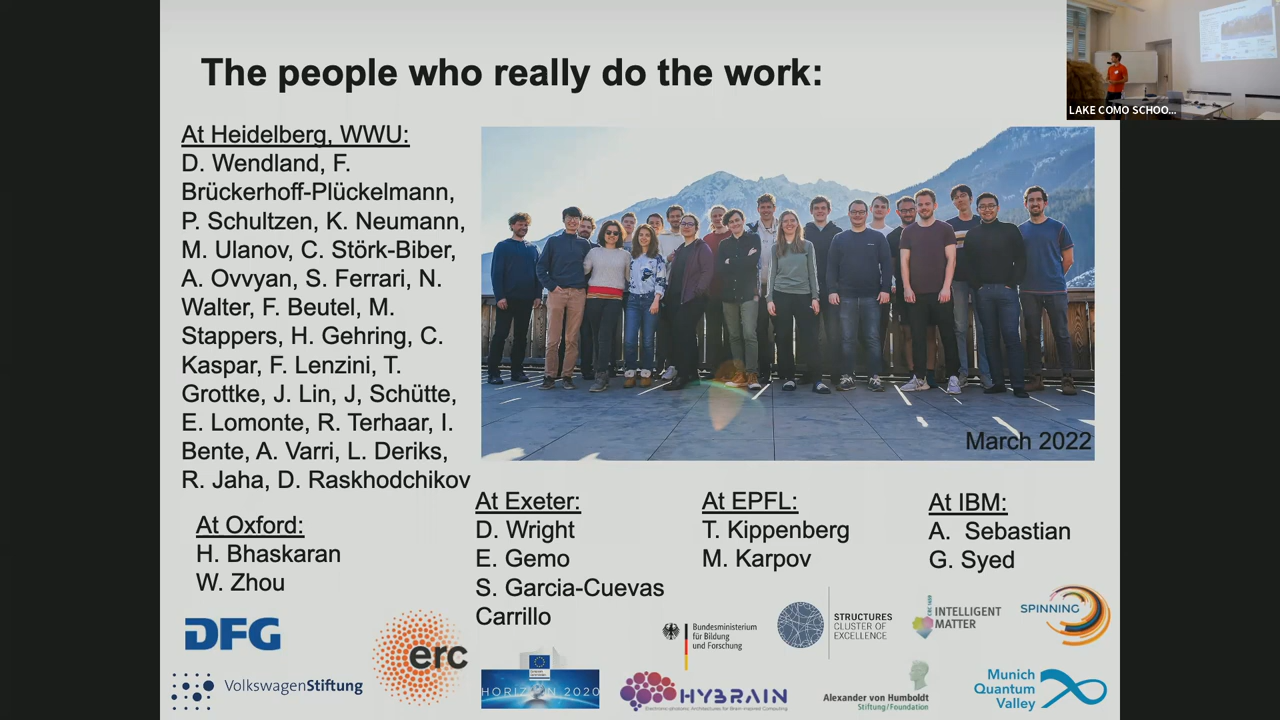 The people who really do the work:
LAKE COMO SCHOO...
At Heidelberg, WWU:
D. Wendland, F.
Brückerhoff-Plückelmann,
P. Schultzen, K. Neumann,
M. Ulanov, C. Störk-Biber,
A. Ovvyan, S. Ferrari, N.
Walter, F. Beutel, M.
Stappers, H. Gehring, C.
Kaspar, F. Lenzini, T.
Grottke, J. Lin, J, Schütte,
E. Lomonte, R. Terhaar, I.
Bente, A. Varri, L. Deriks,
R. Jaha, D. Raskhodchikov
March 2022
At Oxford:
H. Bhaskaran
W. Zhou
At Exeter:
D. Wright
E. Gemo
S. Garcia-Cuevas
Carrillo
At EPFL:
T. Kippenberg
M. Karpov
At IBM:
A. Sebastian
G. Syed
DFG
erc
Bundesministerium
für Bildung
und Forschung
STRUCTURES
CLUSTER OF
EXCELLENCE
INTELLIGENT
MATTER
SPINNING
VolkswagenStiftung
HORIZON 2020
HYBRAIN
Alexander von Humboldt
Stiftung/Foundation
Munich
Quantum
Valley